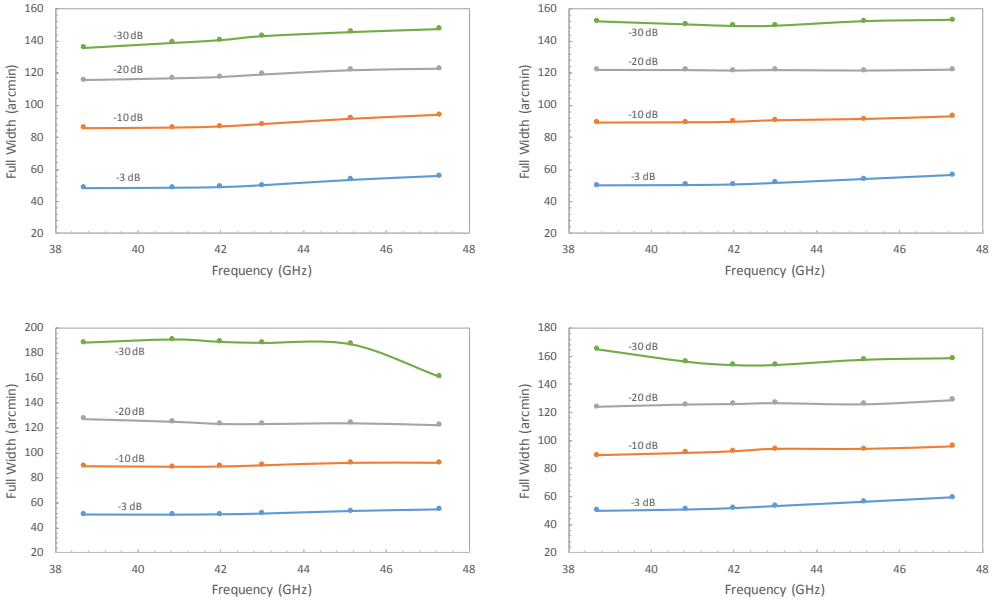 160
140
120
100
80
60
40
20
-30 dB
-20 dB
-10 dB
-3 dB
38 40 42 44 46 48
Frequency (GHz)
Full Width (arcmin)
160
140
120
100
80
60
40
20
-30 dB
-20 dB
-10 dB
-3 dB
38 40 42 44 46 48
Frequency (GHz)
Full Width (arcmin)
200
180
160
140
120
100
80
60
40
20
-30 dB
-20 dB
-10 dB
-3 dB
38 40 42 44 46 48
Frequency (GHz)
Full Width (arcmin)
180
160
140
120
100
80
60
40
20
-30 dB
-20 dB
-10 dB
-3 dB
38 40 42 44 46 48
Frequency (GHz)
Full Width (arcmin)